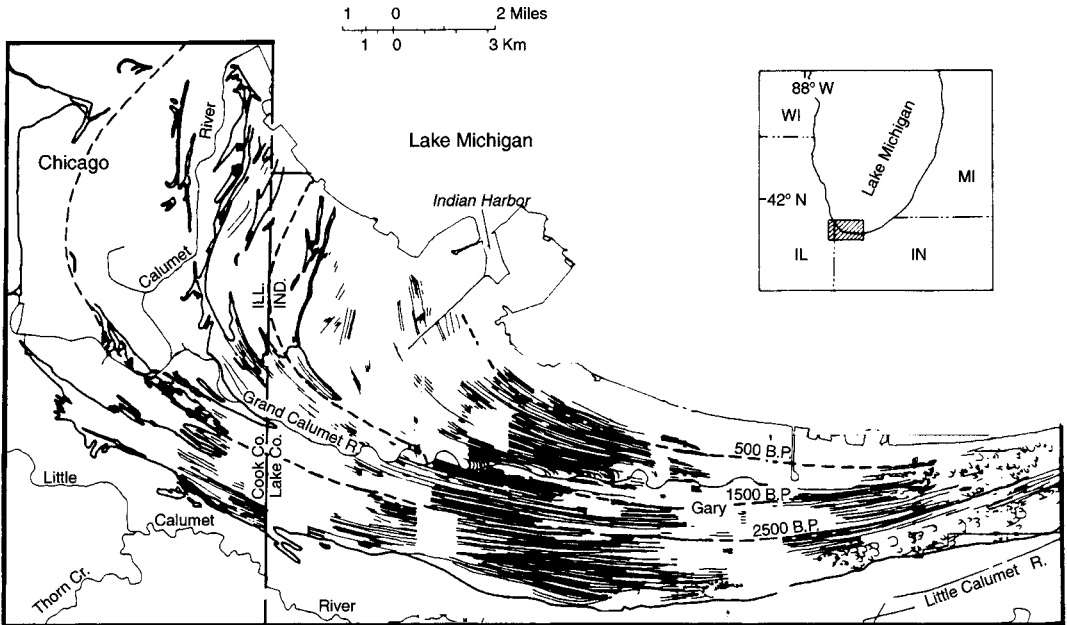 1 0 2 Miles
1 0 3 Km
88° W
WI
Lake Michigan
MI
42° N
IL
IN
Chicago
River
Calumet
Lake Michigan
Indian Harbor
ILL.
IND.
Grand Calumet R.
Cook Co.
Lake Co.
500 B.P.
1500 B.P.
Gary
2500 B.P.
Little
Calumet
River
Thorn Cr.
Little Calumet R.